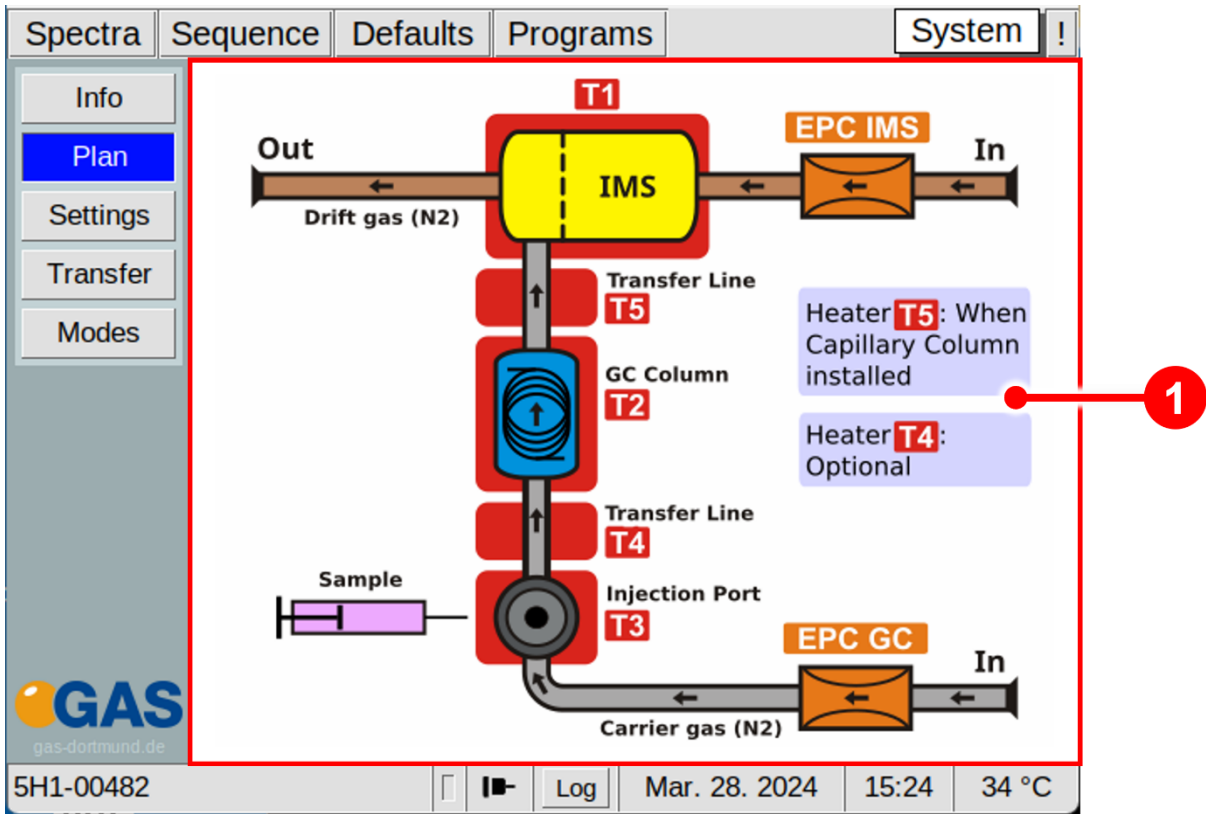 Spectra Sequence Defaults Programs System !
Info
Plan
Settings
Transfer
Modes
T1
EPC IMS
Out
In
IMS
Drift gas (N2)
Transfer Line
T5
Heater T5: When
Capillary Column
installed
GC Column
T2
1
Heater T4:
Optional
Transfer Line
T4
Sample
Injection Port
T3
EPC GC
In
Carrier gas (N2)
GAS
gas-dortmund.de
5H1-00482 Log Mar. 28. 2024 15:24 34 °C